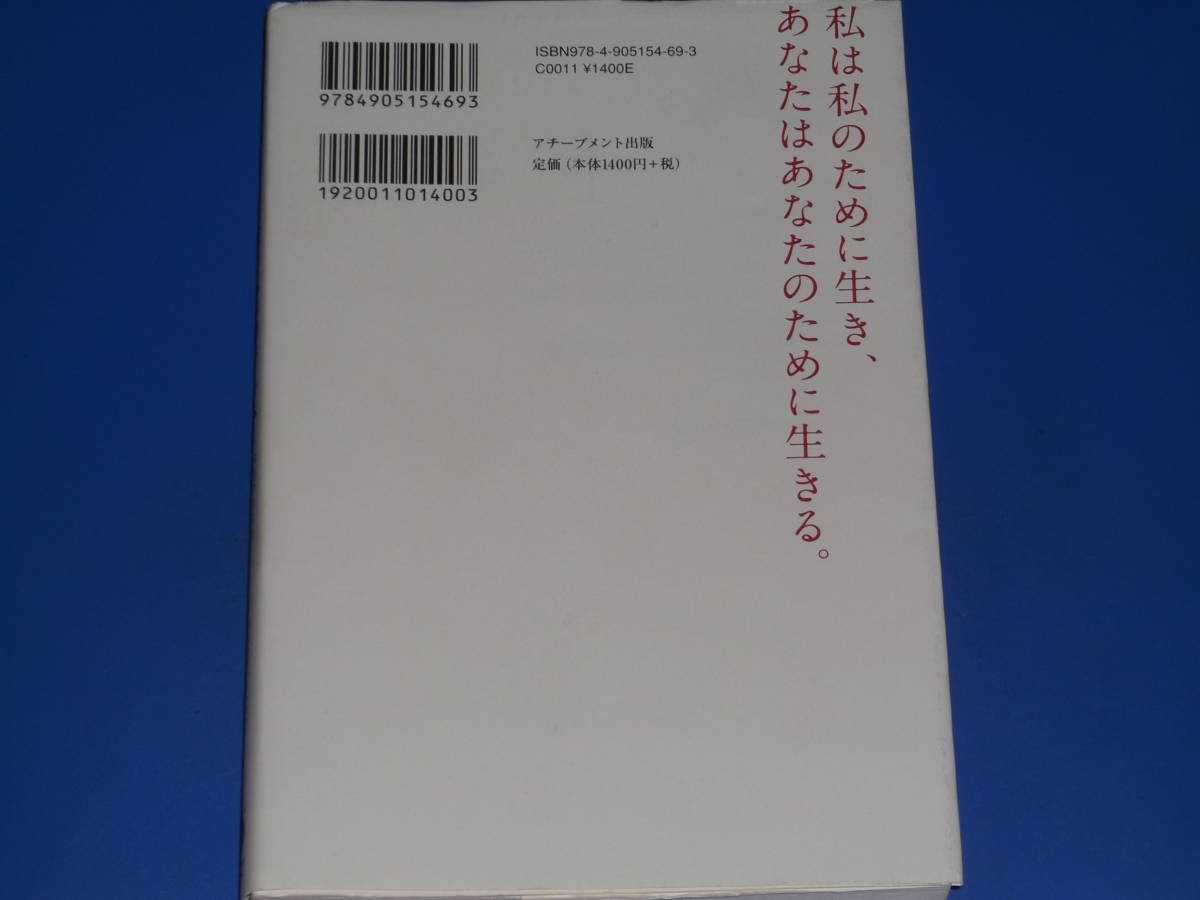 私は私のために生き、
あなたはあなたのために生きる。
ISBN978-4-905154-69-3
C0011 ¥1400E
9784905154693
アチーブメント出版
定価（本体1400円+税）
1920011014003